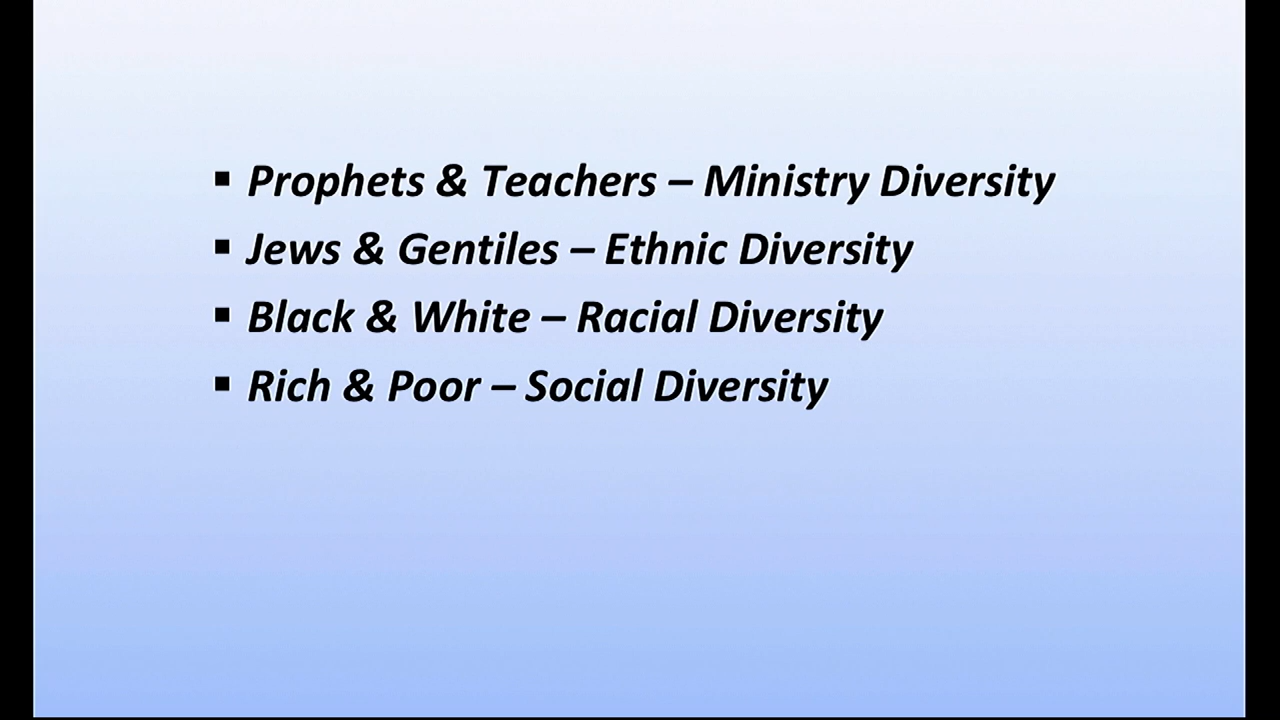 ▪ Prophets & Teachers – Ministry Diversity
▪ Jews & Gentiles – Ethnic Diversity
▪ Black & White – Racial Diversity
▪ Rich & Poor – Social Diversity